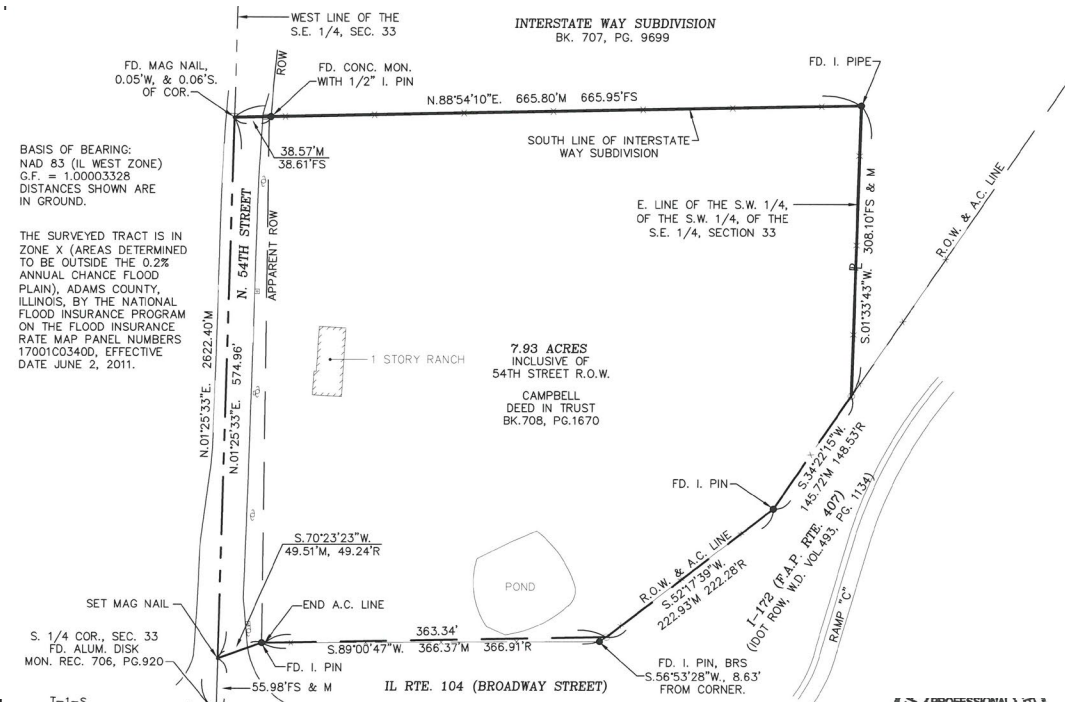 WEST LINE OF THE
S.E. 1/4, SEC. 33
INTERSTATE WAY SUBDIVISION
BK. 707, PG. 9699
FD. MAG NAIL,
0.05'W, & 0.06'S.
OF COR.
ROW
FD. CONC. MON.
WITH 1/2" I. PIN
FD. I. PIPE
N.88°54'10"E. 665.80'M 665.95'FS
38.57'M
38.61'FS
SOUTH LINE OF INTERSTATE
WAY SUBDIVISION
BASIS OF BEARING:
NAD 83 (IL WEST ZONE)
G.F. = 1.00003328
DISTANCES SHOWN ARE
IN GROUND.
THE SURVEYED TRACT IS IN
ZONE X (AREAS DETERMINED
TO BE OUTSIDE THE 0.2%
ANNUAL CHANCE FLOOD
PLAIN), ADAMS COUNTY,
ILLINOIS, BY THE NATIONAL
FLOOD INSURANCE PROGRAM
ON THE FLOOD INSURANCE
RATE MAP PANEL NUMBERS
17001C0340D, EFFECTIVE
DATE JUNE 2, 2011.
N. 54TH STREET
APPARENT ROW
N.01°25'33"E. 2622.40'M
N.01°25'33"E. 574.96'
E. LINE OF THE S.W. 1/4,
OF THE S.W. 1/4, OF THE
S.E. 1/4, SECTION 33
S.01°33'43"W. 308.10'FS & M
R.O.W. & A.C. LINE
1 STORY RANCH
7.93 ACRES
INCLUSIVE OF
54TH STREET R.O.W.
CAMPBELL
DEED IN TRUST
BK.708, PG.1670
S.34°22'15"W.
145.72'M 148.53'R
FD. I. PIN
R.O.W. & A.C. LINE
S.52°17'39"W.
222.93'M 222.28'R
I-172 (F.A.P. RTE. 407)
(IDOT ROW, W.D. VOL.493, PG. 1134)
RAMP "C"
POND
S.70°23'23"W.
49.51'M, 49.24'R
SET MAG NAIL
END A.C. LINE
S. 1/4 COR., SEC. 33
FD. ALUM. DISK
MON. REC. 706, PG.920
FD. I. PIN
363.34'
S.89°00'47"W. 366.37'M 366.91'R
FD. I. PIN, BRS
S.56°53'28"W., 8.63'
FROM CORNER.
55.98'FS & M
IL RTE. 104 (BROADWAY STREET)
T-1-S
PROFESSIONAL